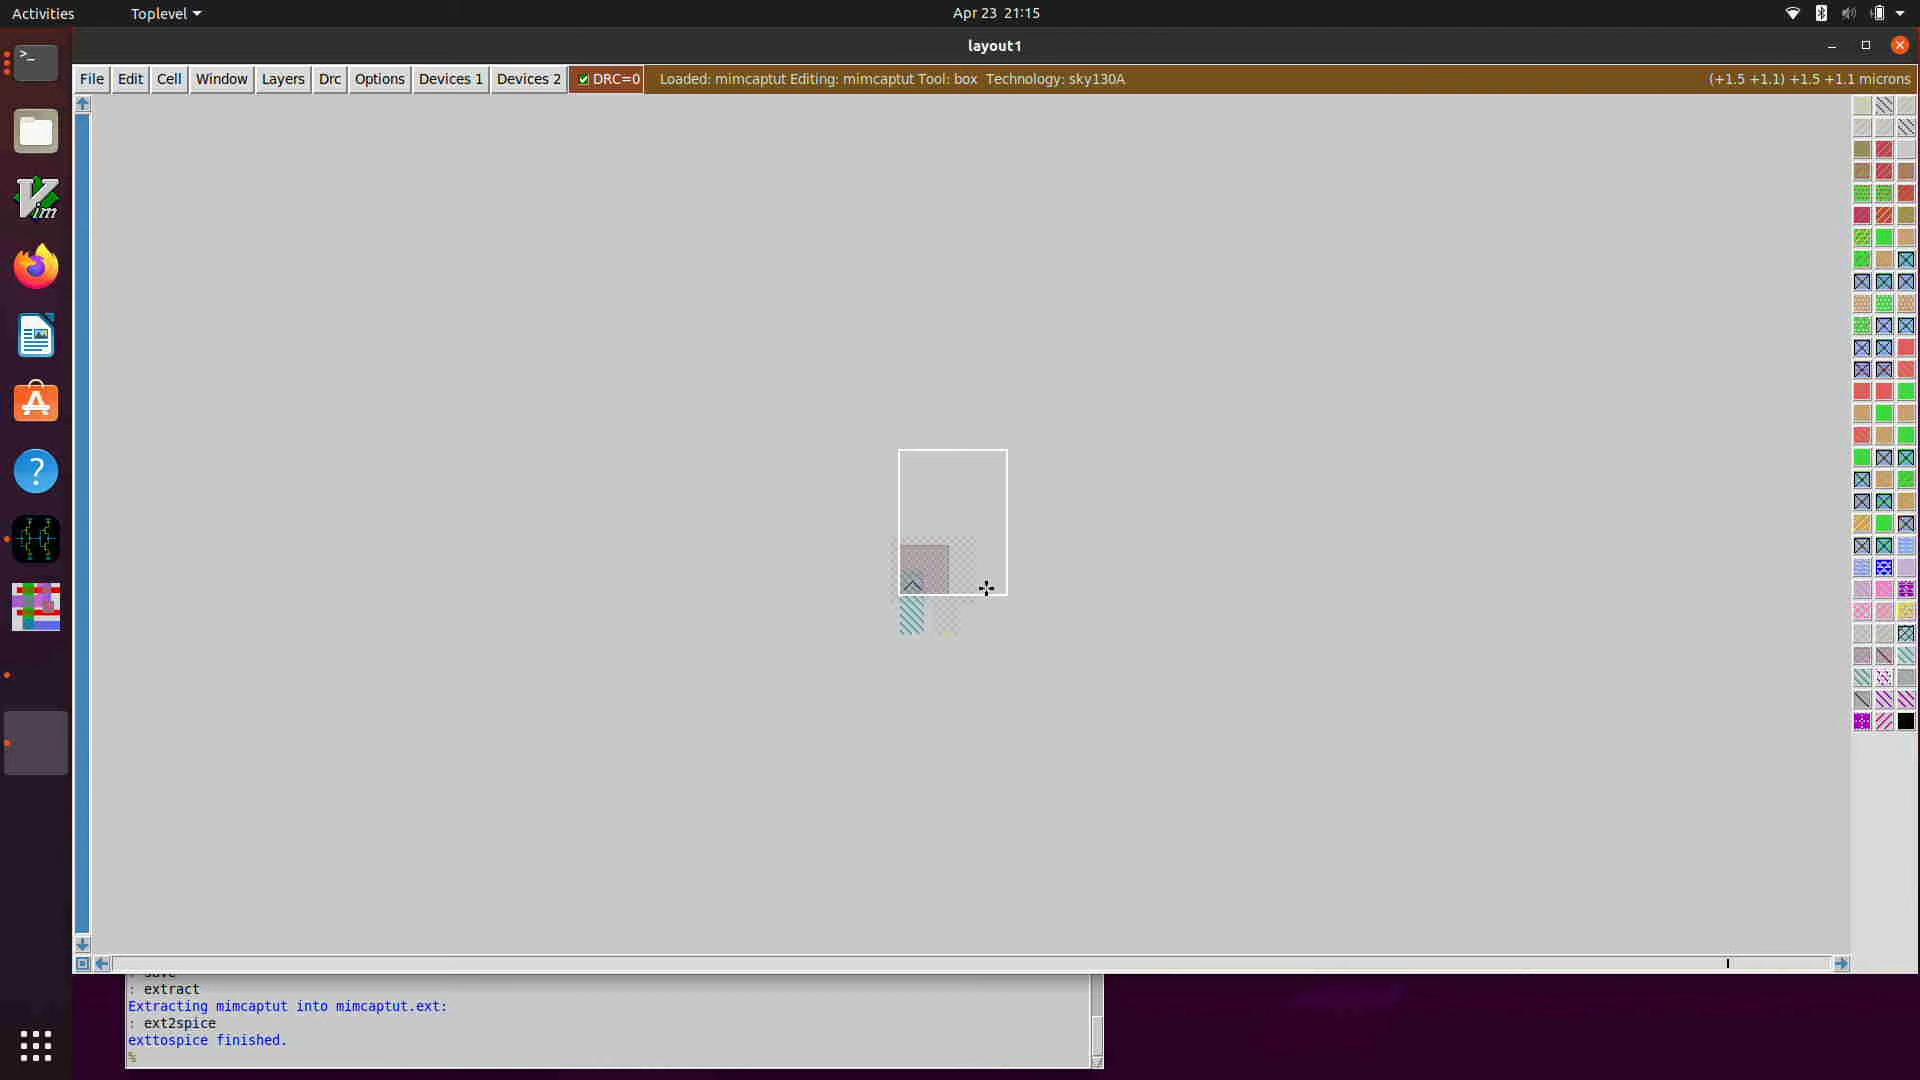 Activities
Toplevel
Apr 23 21:15
layout1
File Edit Cell Window Layers Drc Options Devices 1 Devices 2 DRC=0 Loaded: mimcaptut Editing: mimcaptut Tool: box Technology: sky130A (+1.5 +1.1) +1.5 +1.1 microns
: save
: extract
Extracting mimcaptut into mimcaptut.ext:
: ext2spice
exttospice finished.
%